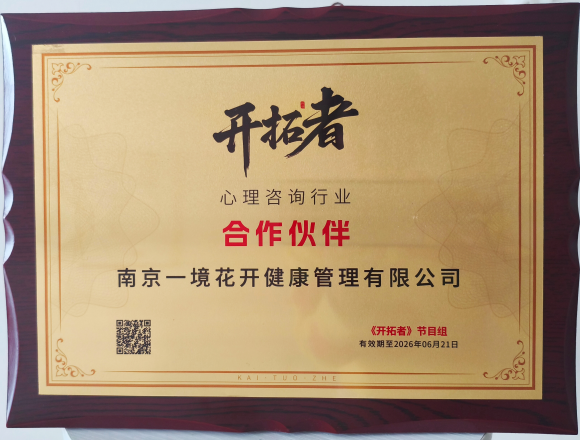 开拓者
心理咨询行业
合作伙伴
南京一境花开健康管理有限公司
《开拓者》节目组
有效期至2026年06月21日
KAI·TUO·ZHE